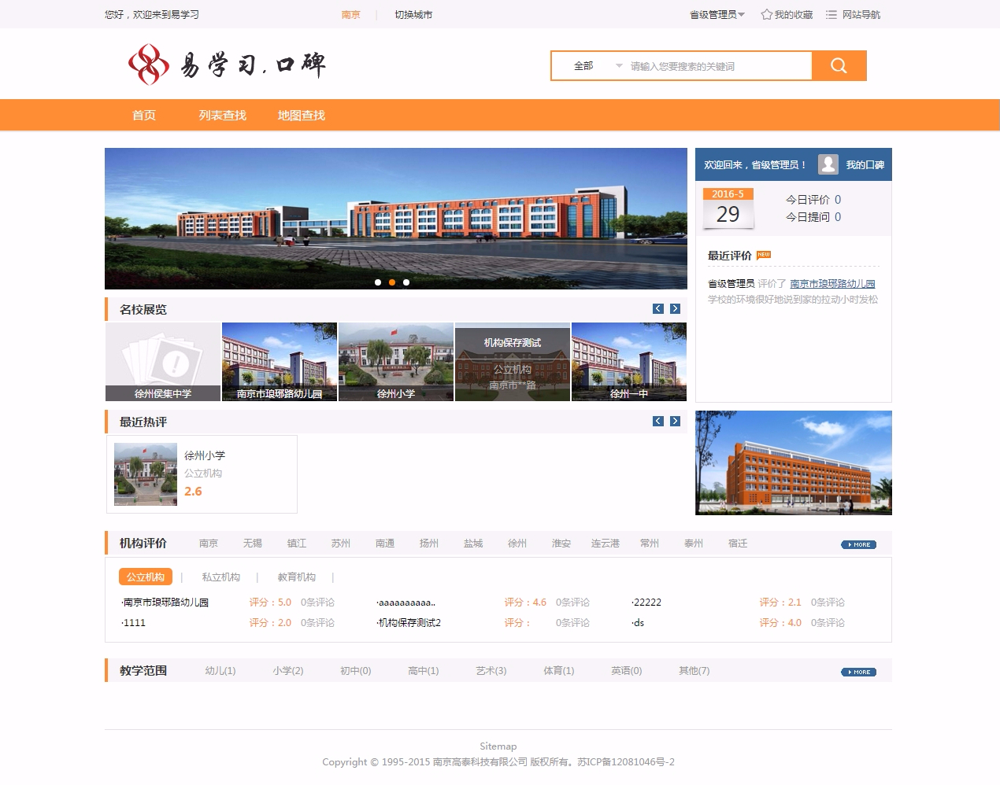 您好，欢迎来到易学习 南京 | 切换城市 省级管理员 我的收藏 网站导航
易学习.口碑
全部 请输入您要搜索的关键词
首页 列表查找 地图查找
欢迎回来，省级管理员！ 我的口碑
2016-5
29
今日评价 0
今日提问 0
最近评价 NEW
省级管理员 评价了 南京市琅琊路幼儿园
学校的环境很好地说到家的拉动小时发松
名校展览
徐州侯集中学
南京市琅琊路幼儿园
徐州小学
机构保存测试
公立机构
南京市**路
徐州一中
最近热评
徐州小学
公立机构
2.6
机构评价 南京 无锡 镇江 苏州 南通 扬州 盐城 徐州 淮安 连云港 常州 泰州 宿迁 MORE
公立机构 | 私立机构 | 教育机构 |
·南京市琅琊路幼儿园 评分：5.0 0条评论 ·aaaaaaaaaa.. 评分：4.6 0条评论 ·22222 评分：2.1 0条评论
·1111 评分：2.0 0条评论 ·机构保存测试2 评分： 0条评论 ·ds 评分：4.0 0条评论
教学范围 幼儿(1) 小学(2) 初中(0) 高中(1) 艺术(3) 体育(1) 英语(0) 其他(7) MORE
Sitemap
Copyright © 1995-2015 南京高泰科技有限公司 版权所有。苏ICP备12081046号-2